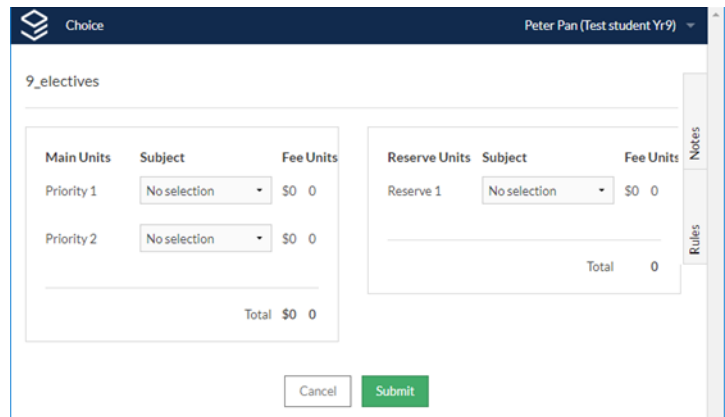 Choice
Peter Pan (Test student Yr9)
9_electives
Main Units Subject Fee Units
Priority 1 No selection $0 0
Priority 2 No selection $0 0
Total $0 0
Reserve Units Subject Fee Units
Reserve 1 No selection $0 0
Total 0
Notes
Rules
Cancel
Submit